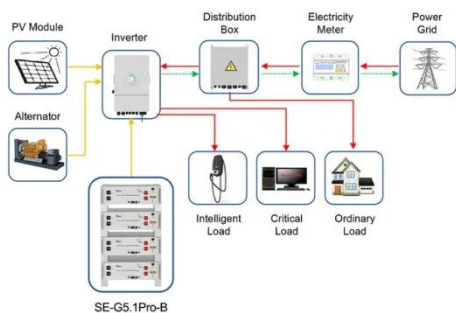 PV Module
Inverter
Distribution
Box
Electricity
Meter
Power
Grid
Alternator
Intelligent
Load
Critical
Load
Ordinary
Load
SE-G5.1Pro-B